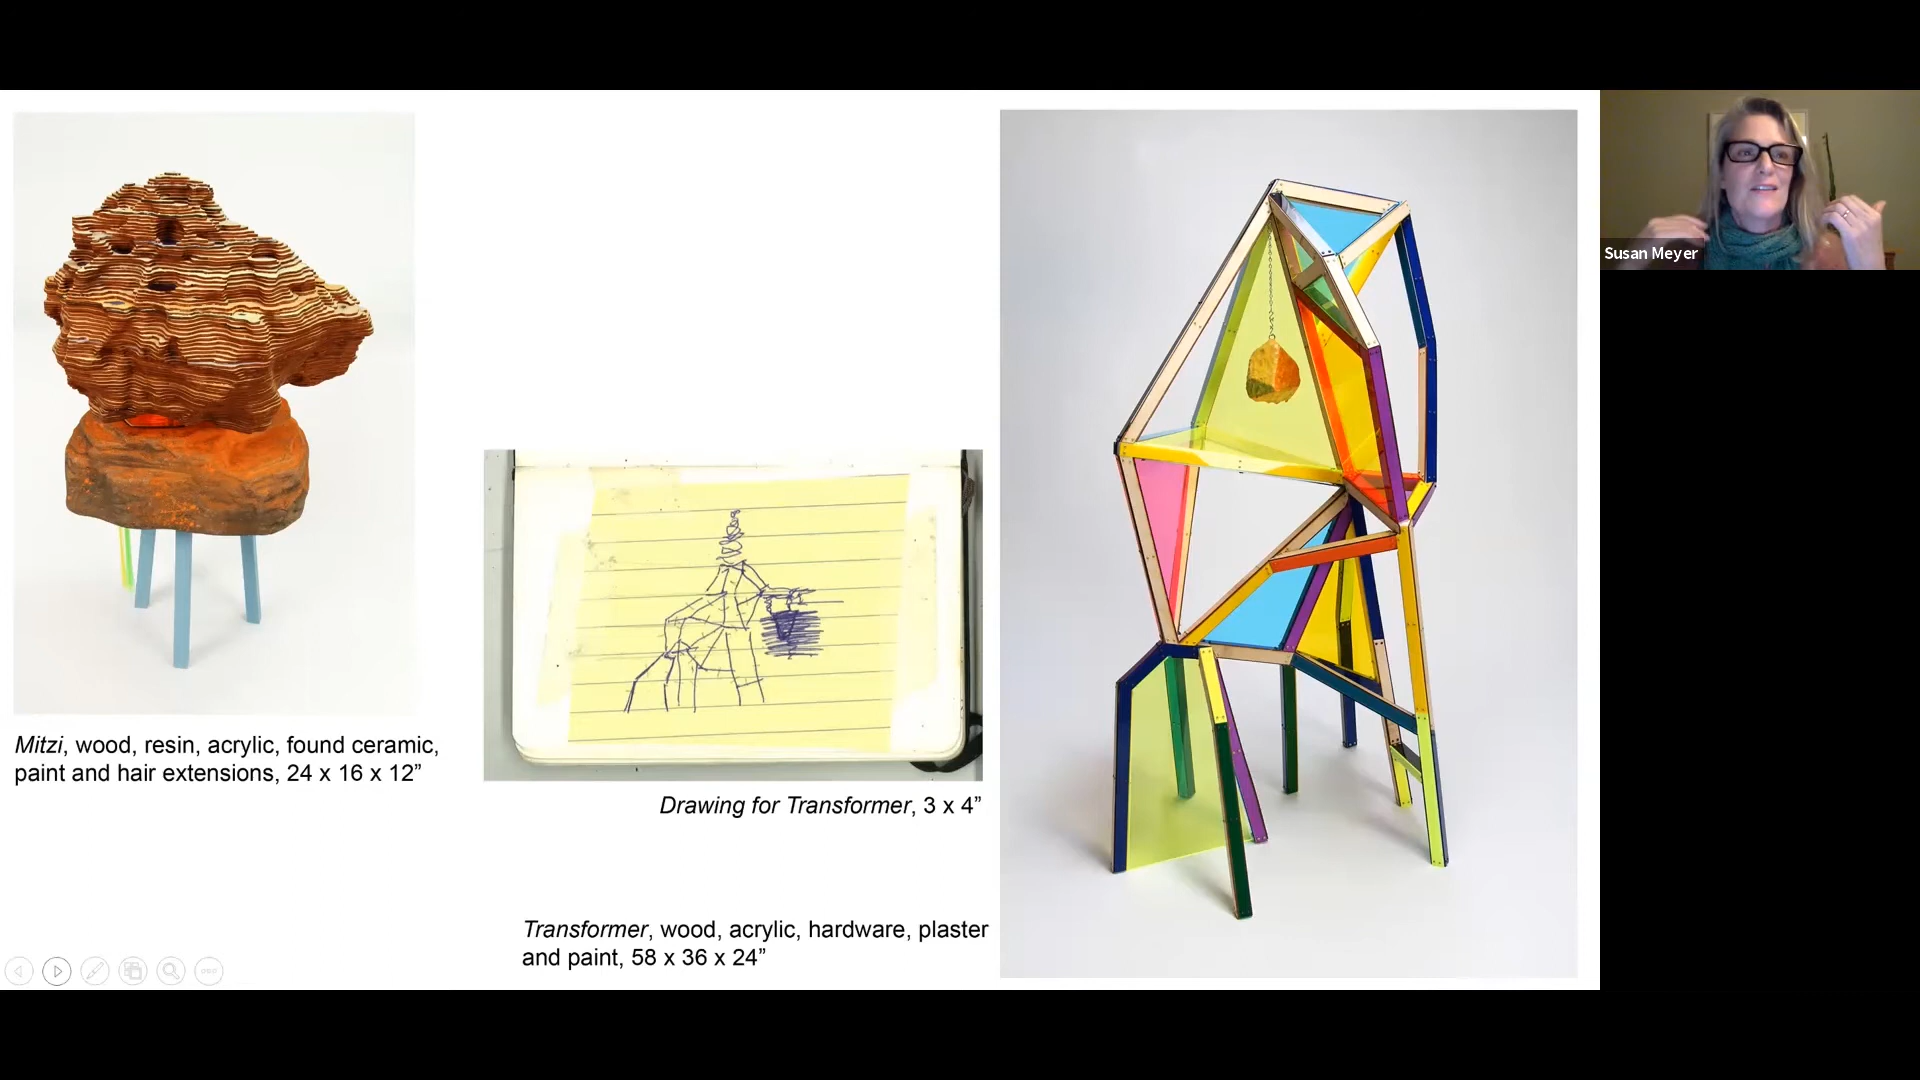 Mitzi, wood, resin, acrylic, found ceramic,
paint and hair extensions, 24 x 16 x 12”
Drawing for Transformer, 3 x 4”
Transformer, wood, acrylic, hardware, plaster
and paint, 58 x 36 x 24”
Susan Meyer